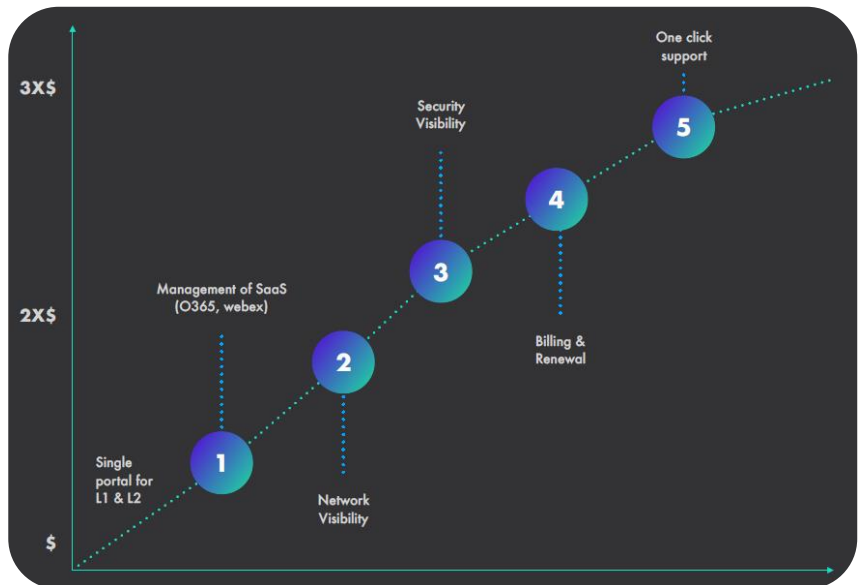 One click
support
3X$
5
Security
Visibility
4
3
Management of SaaS
(O365, webex)
2X$
Billing &
Renewal
2
Single
portal for
L1 & L2
1
Network
Visibility
$